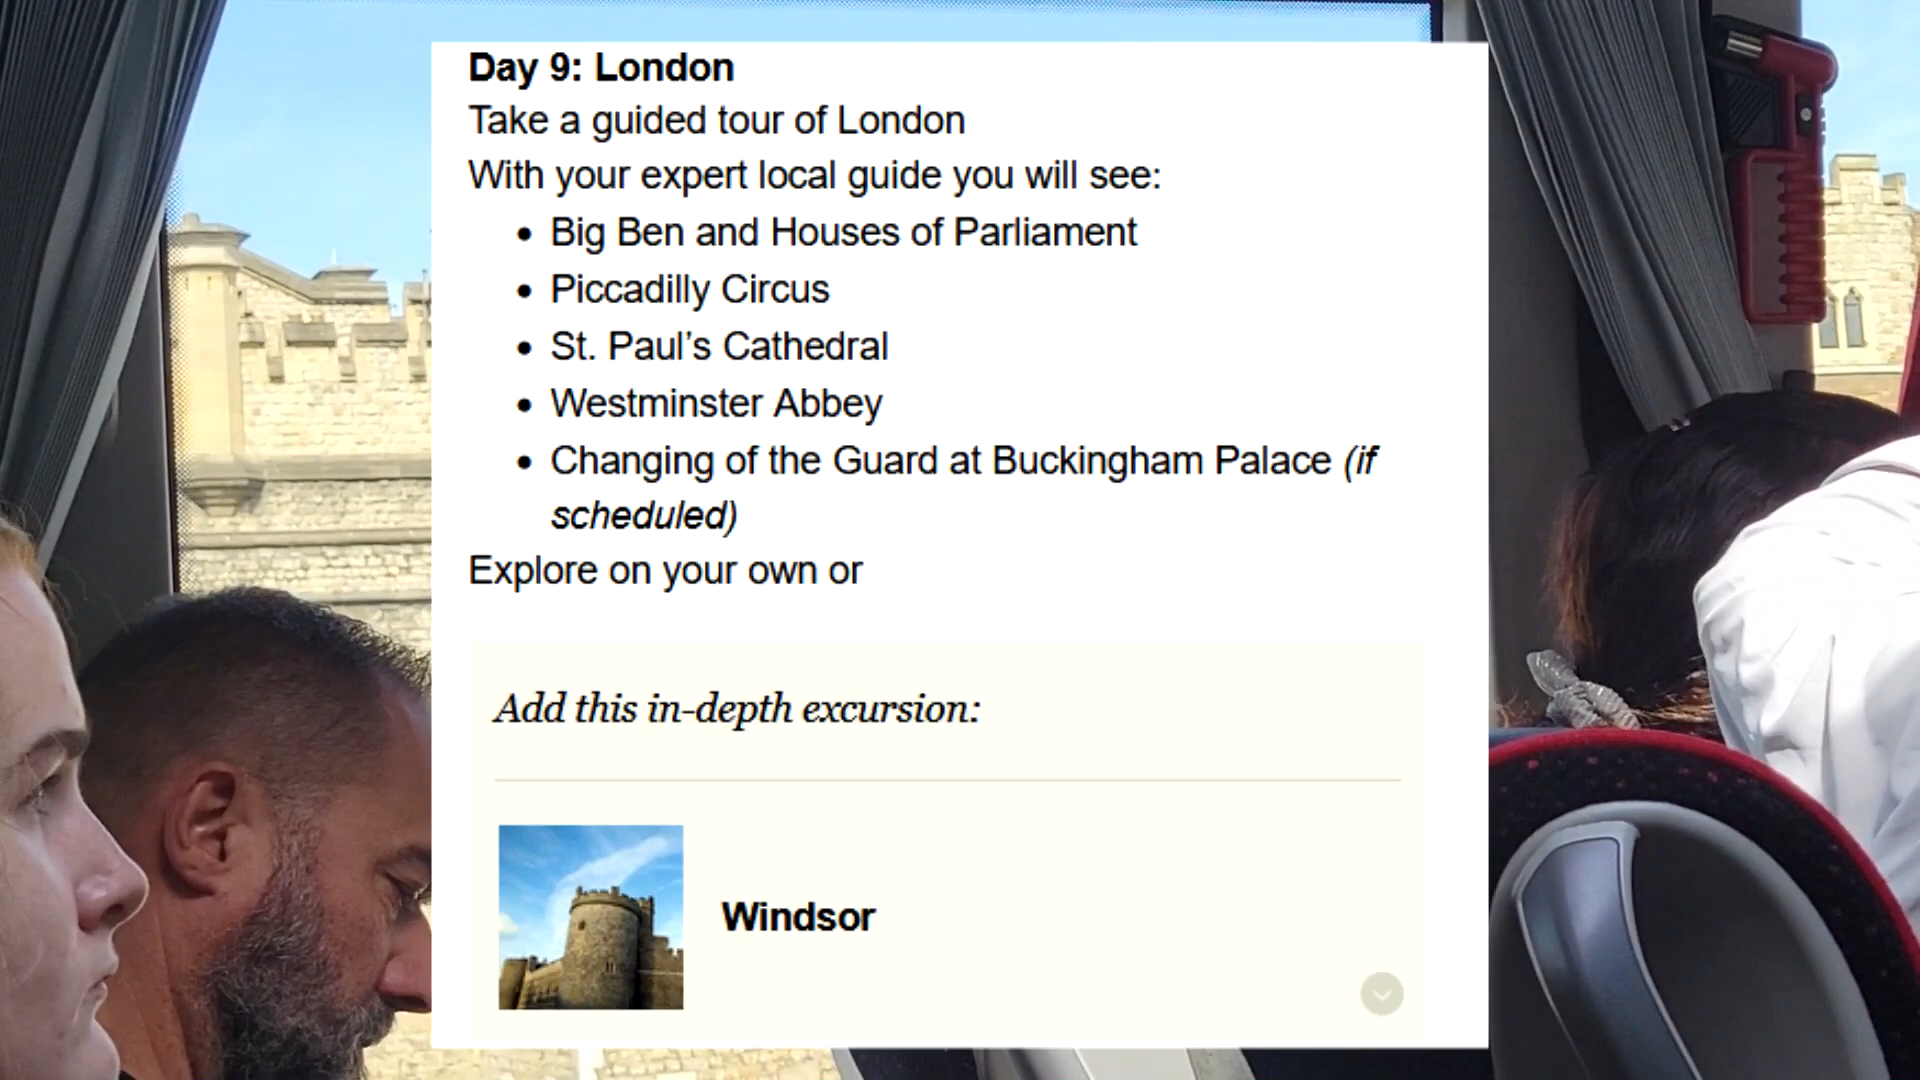 Day 9: London
Take a guided tour of London
With your expert local guide you will see:
• Big Ben and Houses of Parliament
• Piccadilly Circus
• St. Paul’s Cathedral
• Westminster Abbey
• Changing of the Guard at Buckingham Palace (if
scheduled)
Explore on your own or
Add this in-depth excursion:
Windsor